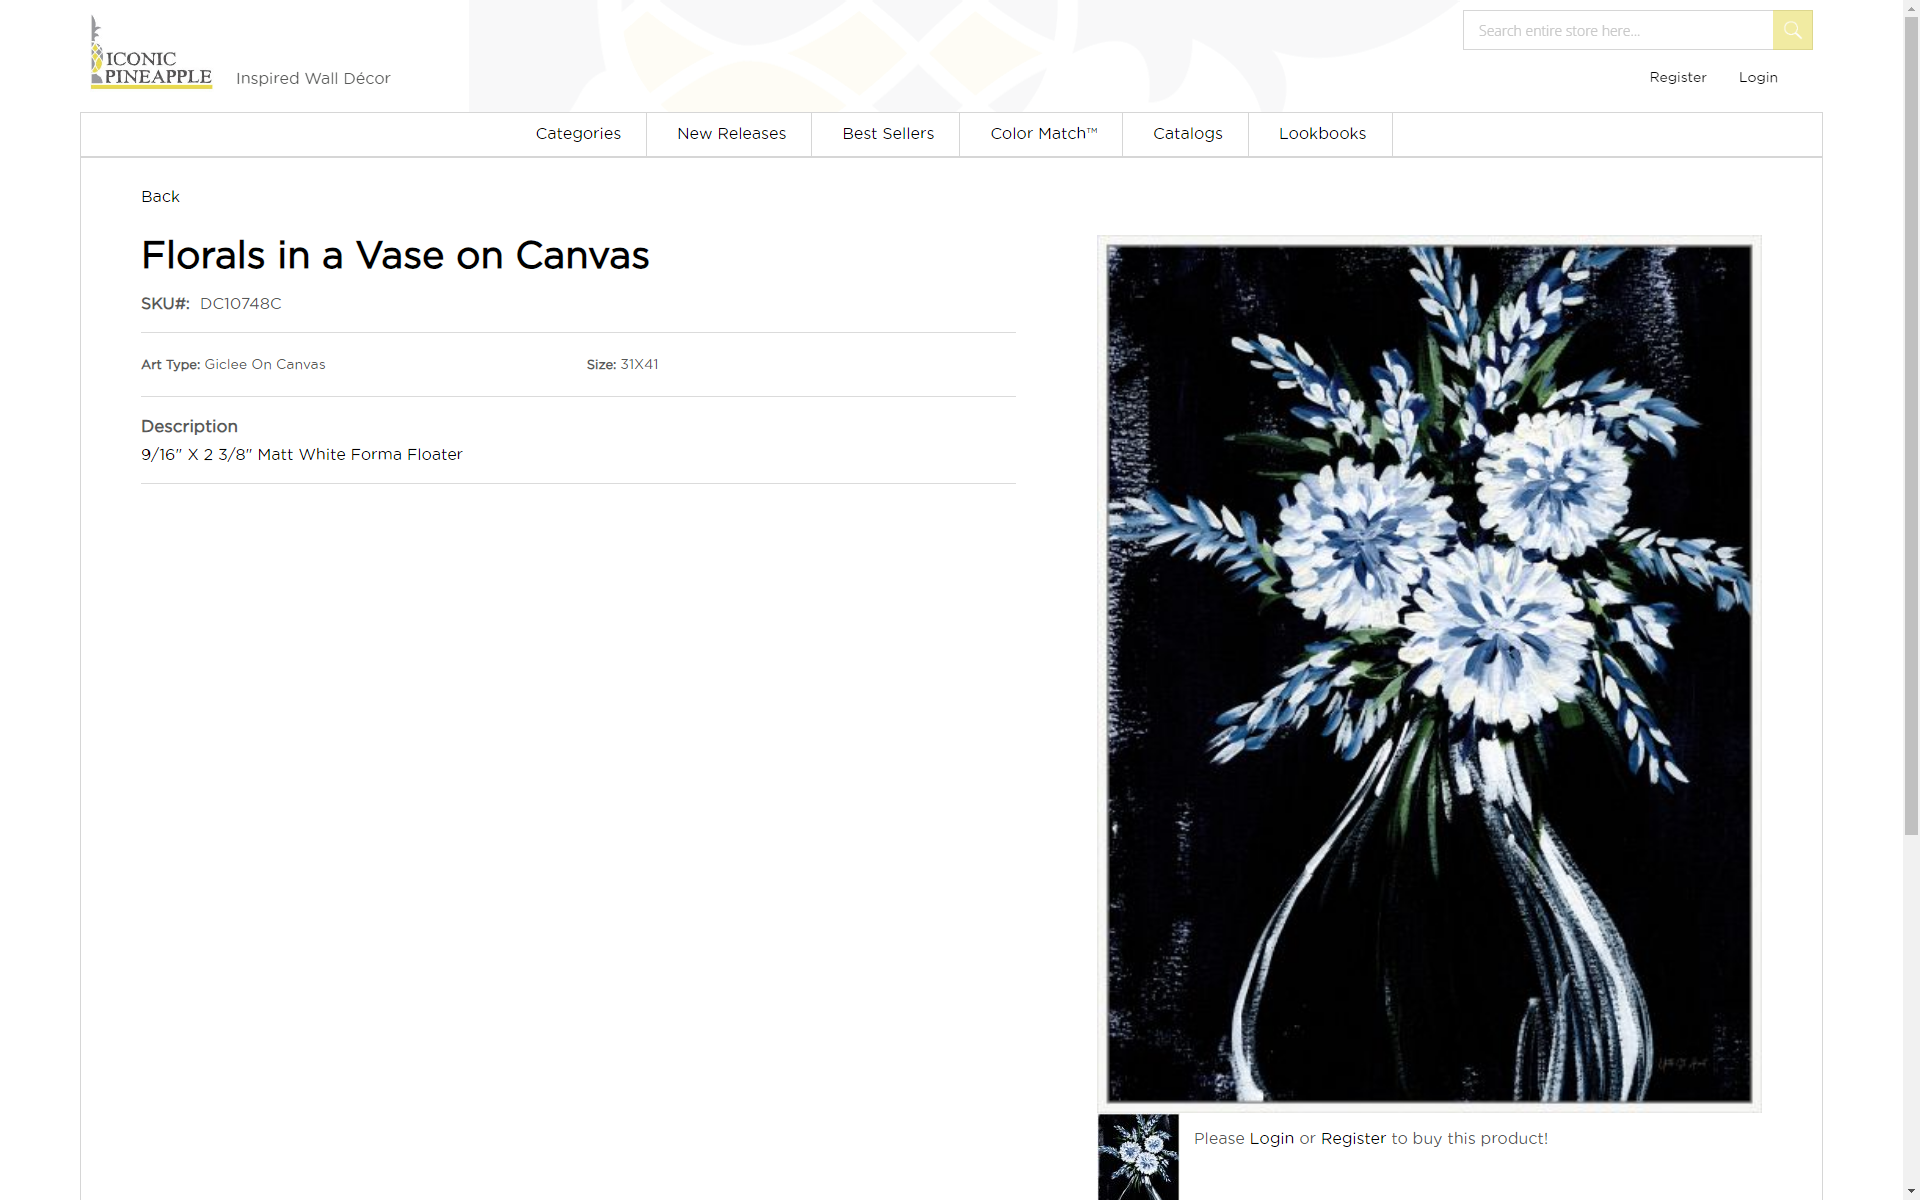 ICONIC
PINEAPPLE
Inspired Wall Décor
Search entire store here...
Register
Login
Categories
New Releases
Best Sellers
Color Match™
Catalogs
Lookbooks
Back
Florals in a Vase on Canvas
SKU#: DC10748C
Art Type: Giclee On Canvas
Size: 31X41
Description
9/16" X 2 3/8" Matt White Forma Floater
Please Login or Register to buy this product!